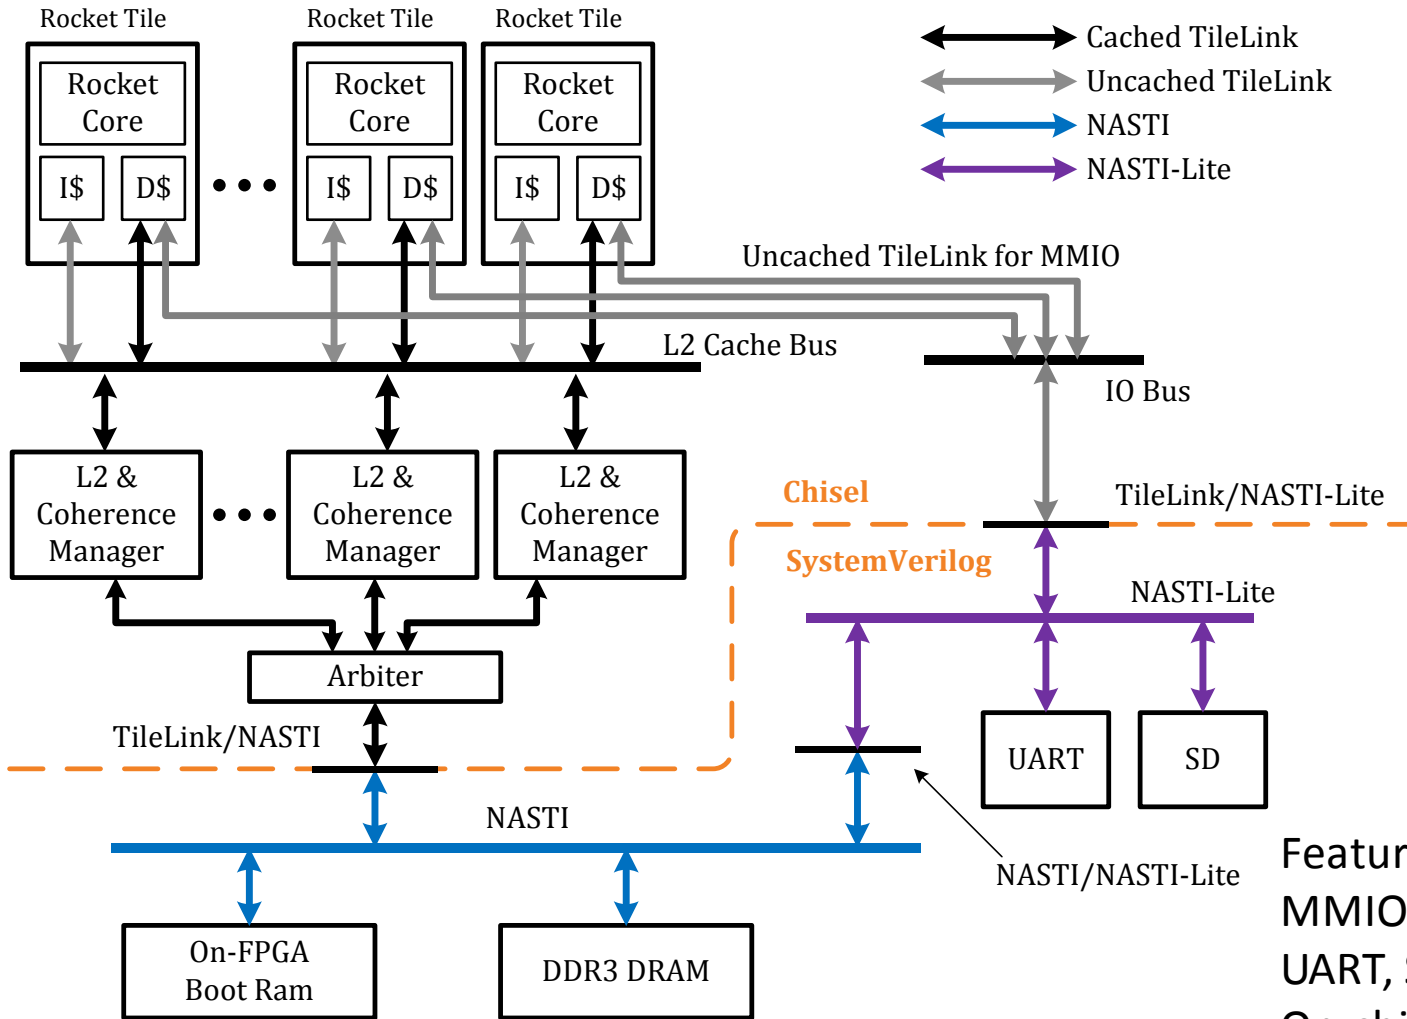 Rocket Tile
Rocket Tile
Rocket Tile
Rocket
Core
I$
D$
Rocket
Core
I$
D$
Rocket
Core
I$
D$
Cached TileLink
Uncached TileLink
NASTI
NASTI-Lite
Uncached TileLink for MMIO
L2 Cache Bus
IO Bus
L2 &
Coherence
Manager
L2 &
Coherence
Manager
L2 &
Coherence
Manager
Chisel
TileLink/NASTI-Lite
SystemVerilog
NASTI-Lite
Arbiter
TileLink/NASTI
UART
SD
NASTI
NASTI/NASTI-Lite
On-FPGA
Boot Ram
DDR3 DRAM
MMIO
UART,